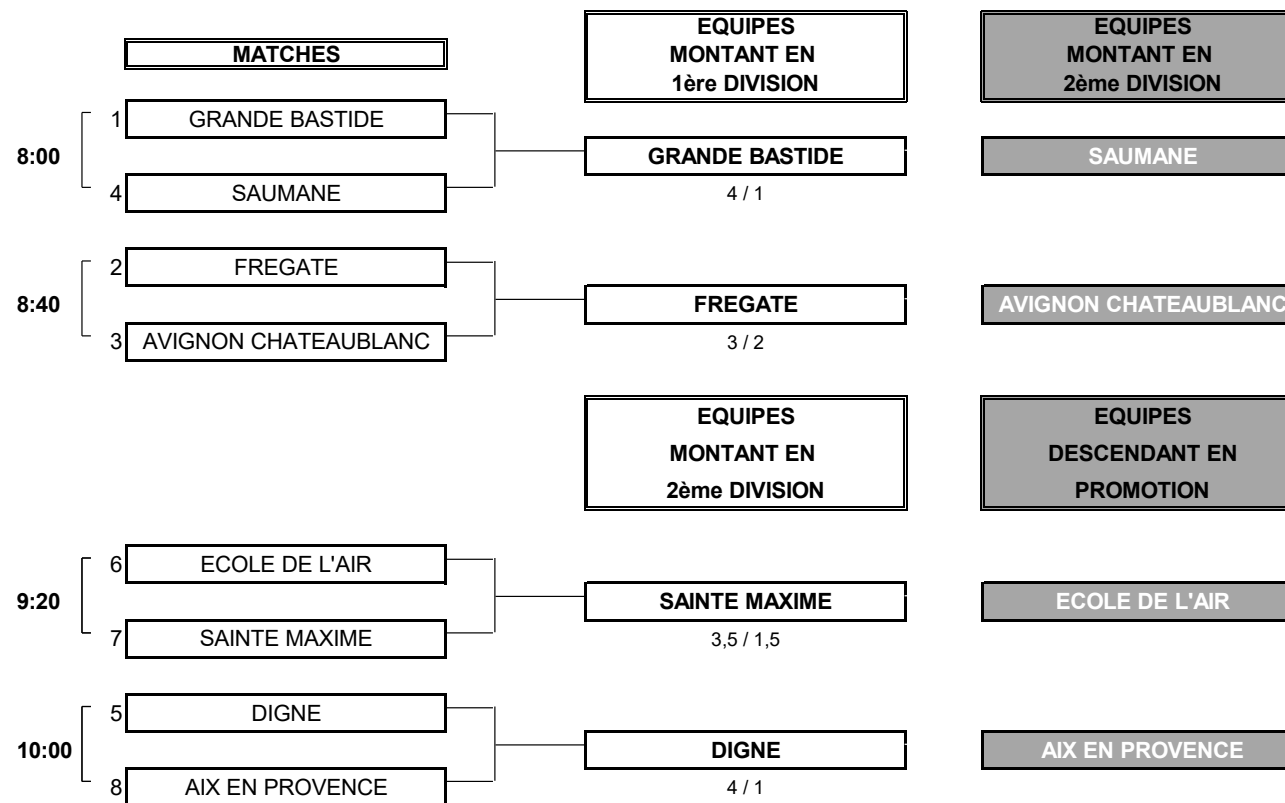 MATCHES
EQUIPES
MONTANT EN
1ère DIVISION
EQUIPES
MONTANT EN
2ème DIVISION
8:00
1 GRANDE BASTIDE
4 SAUMANE
GRANDE BASTIDE
4 / 1
SAUMANE
8:40
2 FREGATE
3 AVIGNON CHATEAUBLANC
FREGATE
3 / 2
AVIGNON CHATEAUBLANC
EQUIPES
MONTANT EN
2ème DIVISION
EQUIPES
DESCENDANT EN
PROMOTION
9:20
6 ECOLE DE L'AIR
7 SAINTE MAXIME
SAINTE MAXIME
3,5 / 1,5
ECOLE DE L'AIR
10:00
5 DIGNE
8 AIX EN PROVENCE
DIGNE
4 / 1
AIX EN PROVENCE